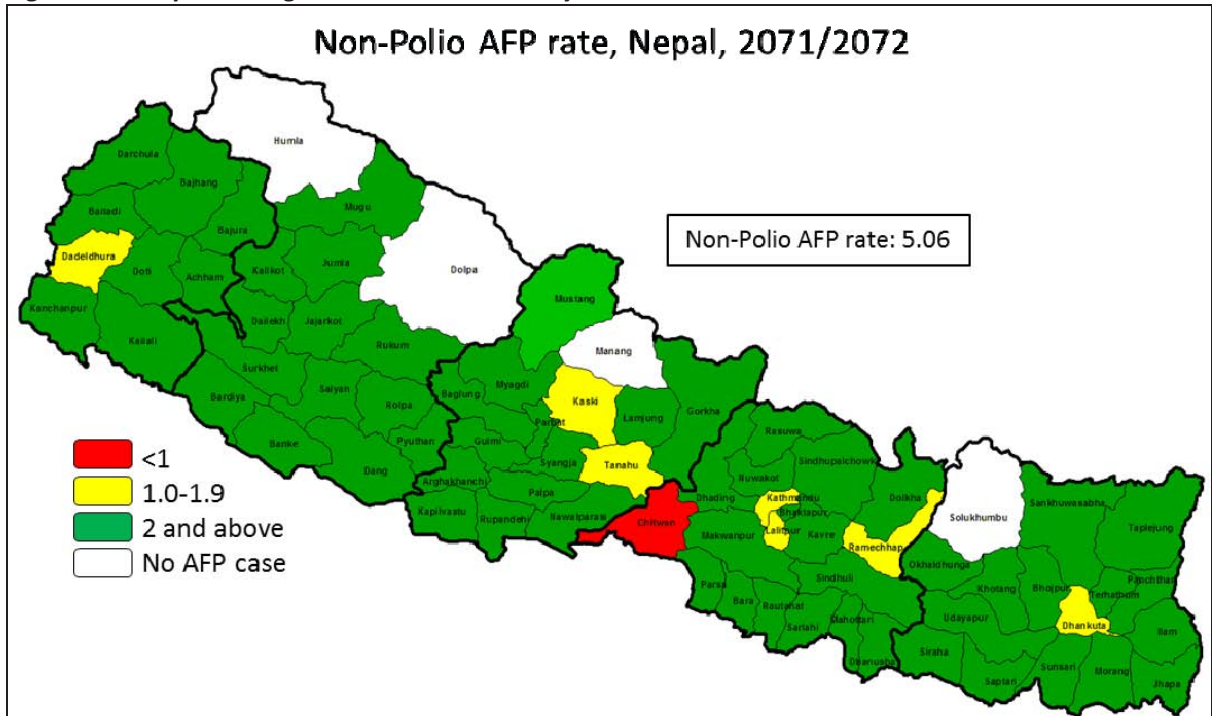 Non-Polio AFP rate, Nepal, 2071/2072
Humla
Darchula
Bajhang
Mugu
Baitadi
Bajura
Non-Polio AFP rate: 5.06
Dadeldhura
Doti
Achham
Kalikot
Jumla
Dolpa
Mustang
Kanchanpur
Kailali
Dailekh
Jajarkot
Rukum
Manang
Surkhet
Salyan
Rolpa
Bardiya
Banke
Pyuthan
Dang
Baglung
Myagdi
Kaski
Parbat
Lamjung
Gorkha
Gulmi
Syangja
Tanahu
Arghakhanchi
Palpa
Kapilvastu
Rupandehi
Nawalparasi
Chitwan
Rasuwa
Sindhupalchowk
Nuwakot
Dhading
Kathmandu
Bhaktapur
Lalitpur
Kavre
Makwanpur
Dolkha
Ramechhap
Sindhuli
Parsa
Bara
Rautahat
Sarlahi
Mahottari
Dhanusha
Solukhumbu
Sankhuwasabha
Taplejung
Okhaldhunga
Khotang
Bhojpur
Terhathum
Panchthar
Udayapur
Dhankuta
Ilam
Siraha
Saptari
Sunsari
Morang
Jhapa
<1
1.0-1.9
2 and above
No AFP case